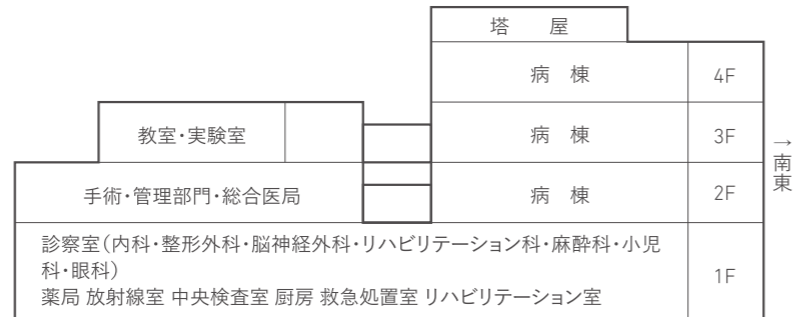 塔 屋
病 棟 4F
教室・実験室 病 棟 3F
手術・管理部門・総合医局 病 棟 2F
診察室(内科・整形外科・脳神経外科・リハビリテーション科・麻酔科・小児
科・眼科)
薬局 放射線室 中央検査室 厨房 救急処置室 リハビリテーション室
1F
→南東